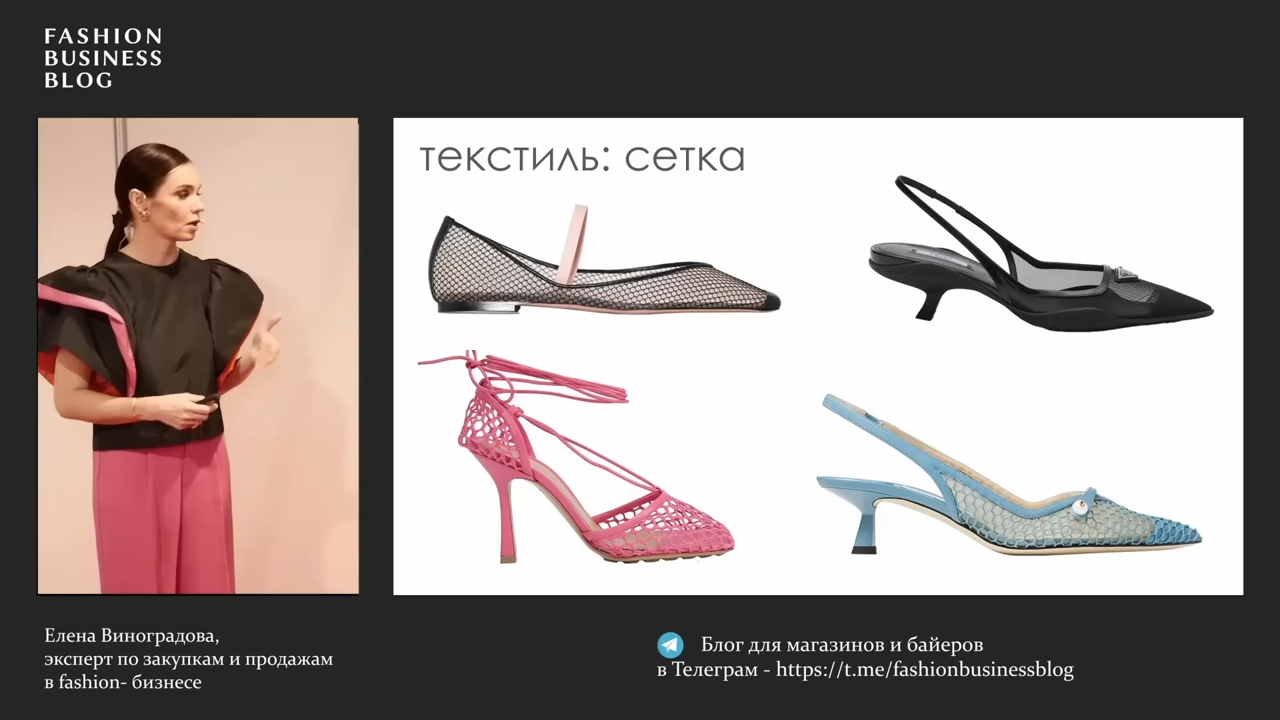 FASHION
BUSINESS
BLOG
текстиль: сетка
Елена Виноградова,
эксперт по закупкам и продажам
в fashion- бизнесе
Блог для магазинов и байеров
в Телеграм - https://t.me/fashionbusinessblog